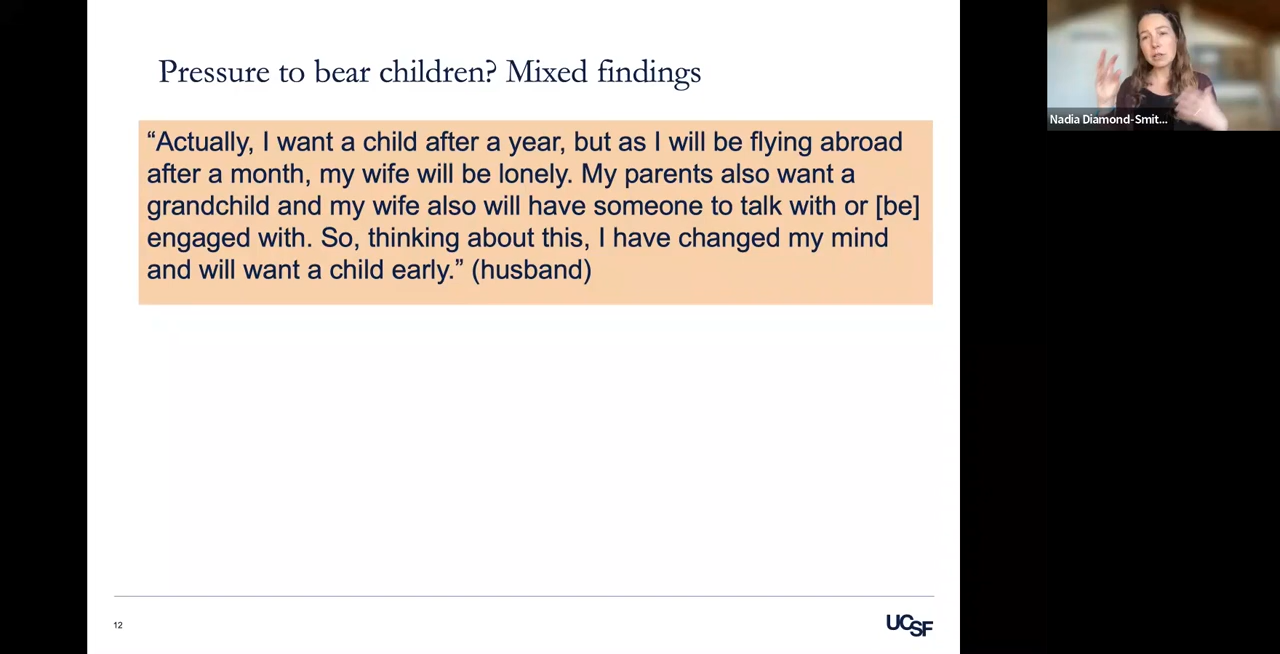 Pressure to bear children? Mixed findings
“Actually, I want a child after a year, but as I will be flying abroad
after a month, my wife will be lonely. My parents also want a
grandchild and my wife also will have someone to talk with or [be]
engaged with. So, thinking about this, I have changed my mind
and will want a child early.” (husband)
12
UCSF
Nadia Diamond-Smit...